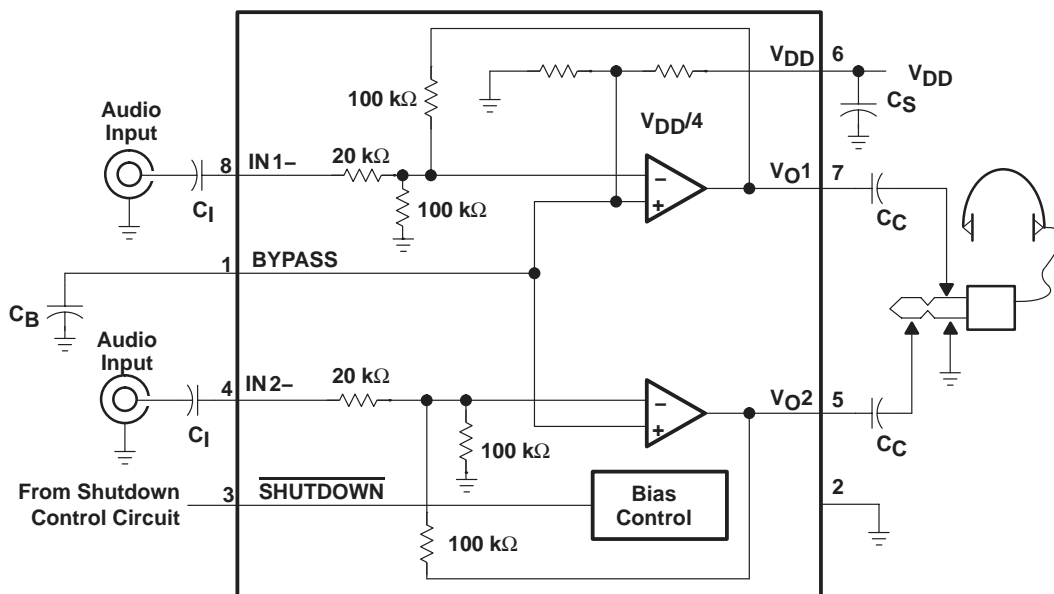 VDD 6
VDD
CS
100 kΩ
VDD/4
Audio
Input
8 IN1−
20 kΩ
CI
100 kΩ
−
+
VO1 7
CC
1 BYPASS
CB
Audio
Input
4 IN2−
20 kΩ
CI
100 kΩ
−
+
VO2 5
CC
From Shutdown
Control Circuit
3 SHUTDOWN
Bias
Control
2
100 kΩ